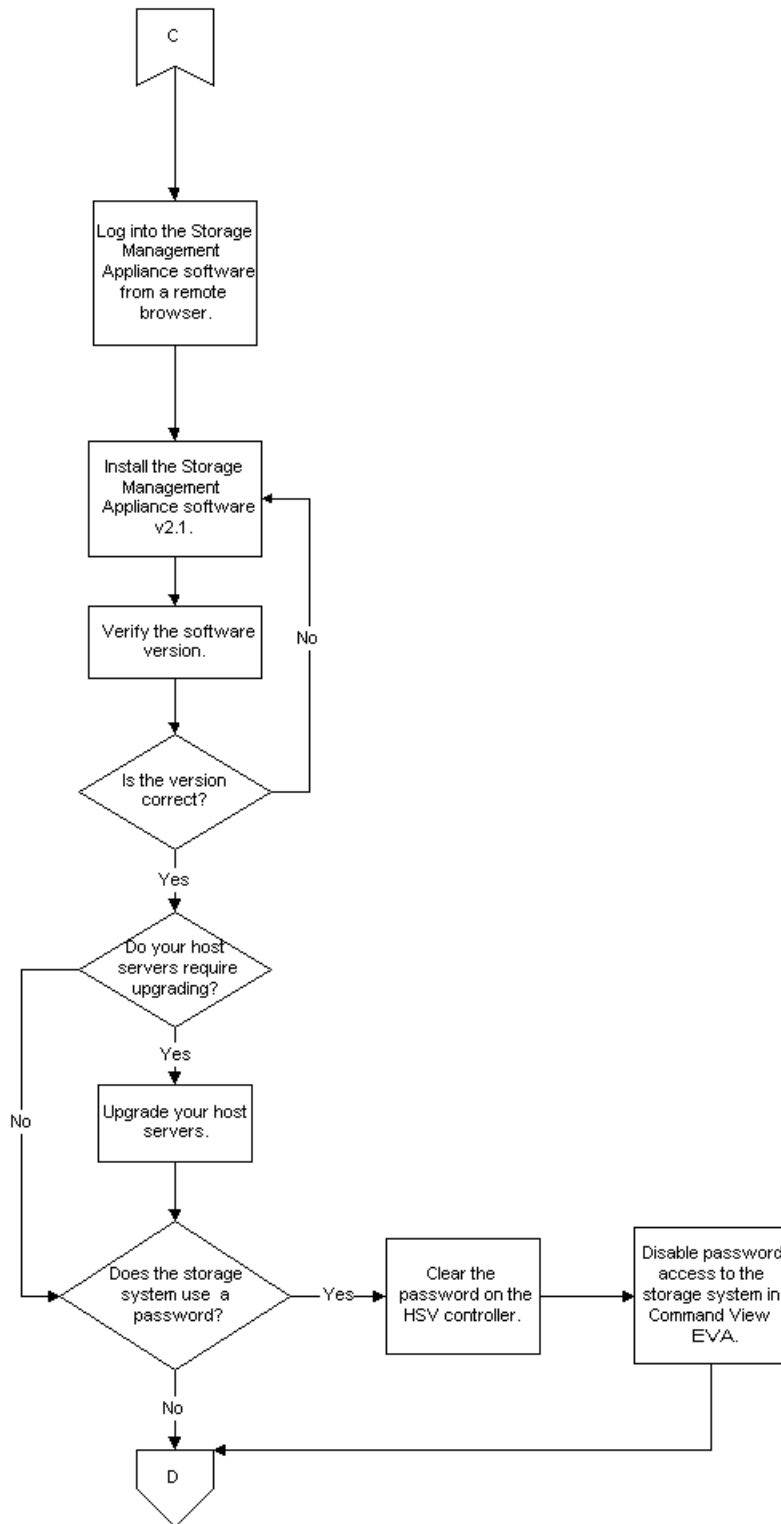 C
Log into the Storage
Management
Appliance software
from a remote
browser.
Install the Storage
Management
Appliance software
v2.1.
Verify the software
version.
No
Is the version
correct?
Yes
Do your host
servers require
upgrading?
Yes
No
Upgrade your host
servers.
Does the storage
system use a
password?
Yes
Clear the
password on the
HSV controller.
Disable password
access to the
storage system in
Command View
EVA.
No
D